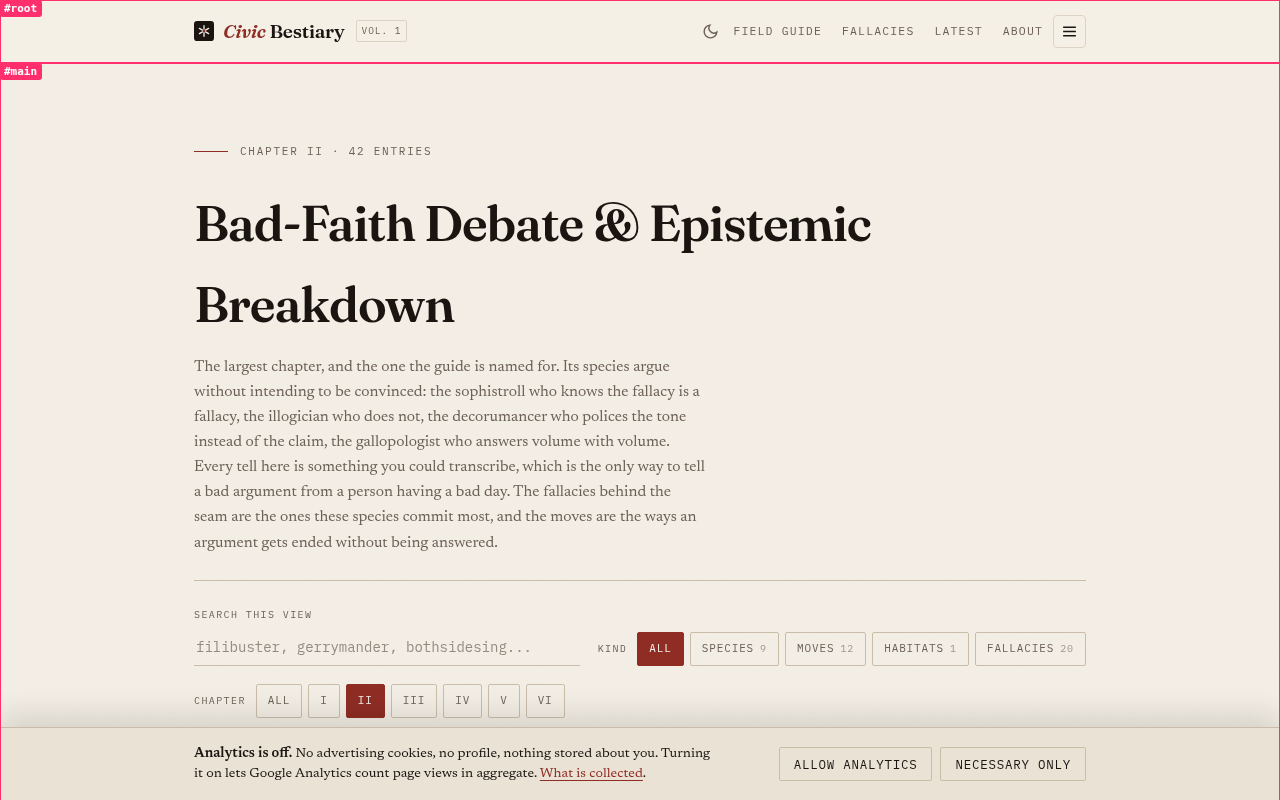 #root
Civic Bestiary VOL. 1
FIELD GUIDE FALLACIES LATEST ABOUT
#main
CHAPTER II · 42 ENTRIES
Bad-Faith Debate & Epistemic
Breakdown
The largest chapter, and the one the guide is named for. Its species argue
without intending to be convinced: the sophistroll who knows the fallacy is a
fallacy, the illogician who does not, the decorumancer who polices the tone
instead of the claim, the gallopologist who answers volume with volume.
Every tell here is something you could transcribe, which is the only way to tell
a bad argument from a person having a bad day. The fallacies behind the
seam are the ones these species commit most, and the moves are the ways an
argument gets ended without being answered.
SEARCH THIS VIEW
filibuster, gerrymander, bothsidesing...
KIND ALL SPECIES 9 MOVES 12 HABITATS 1 FALLACIES 20
CHAPTER ALL I II III IV V VI
Analytics is off. No advertising cookies, no profile, nothing stored about you. Turning
it on lets Google Analytics count page views in aggregate. What is collected.
ALLOW ANALYTICS NECESSARY ONLY